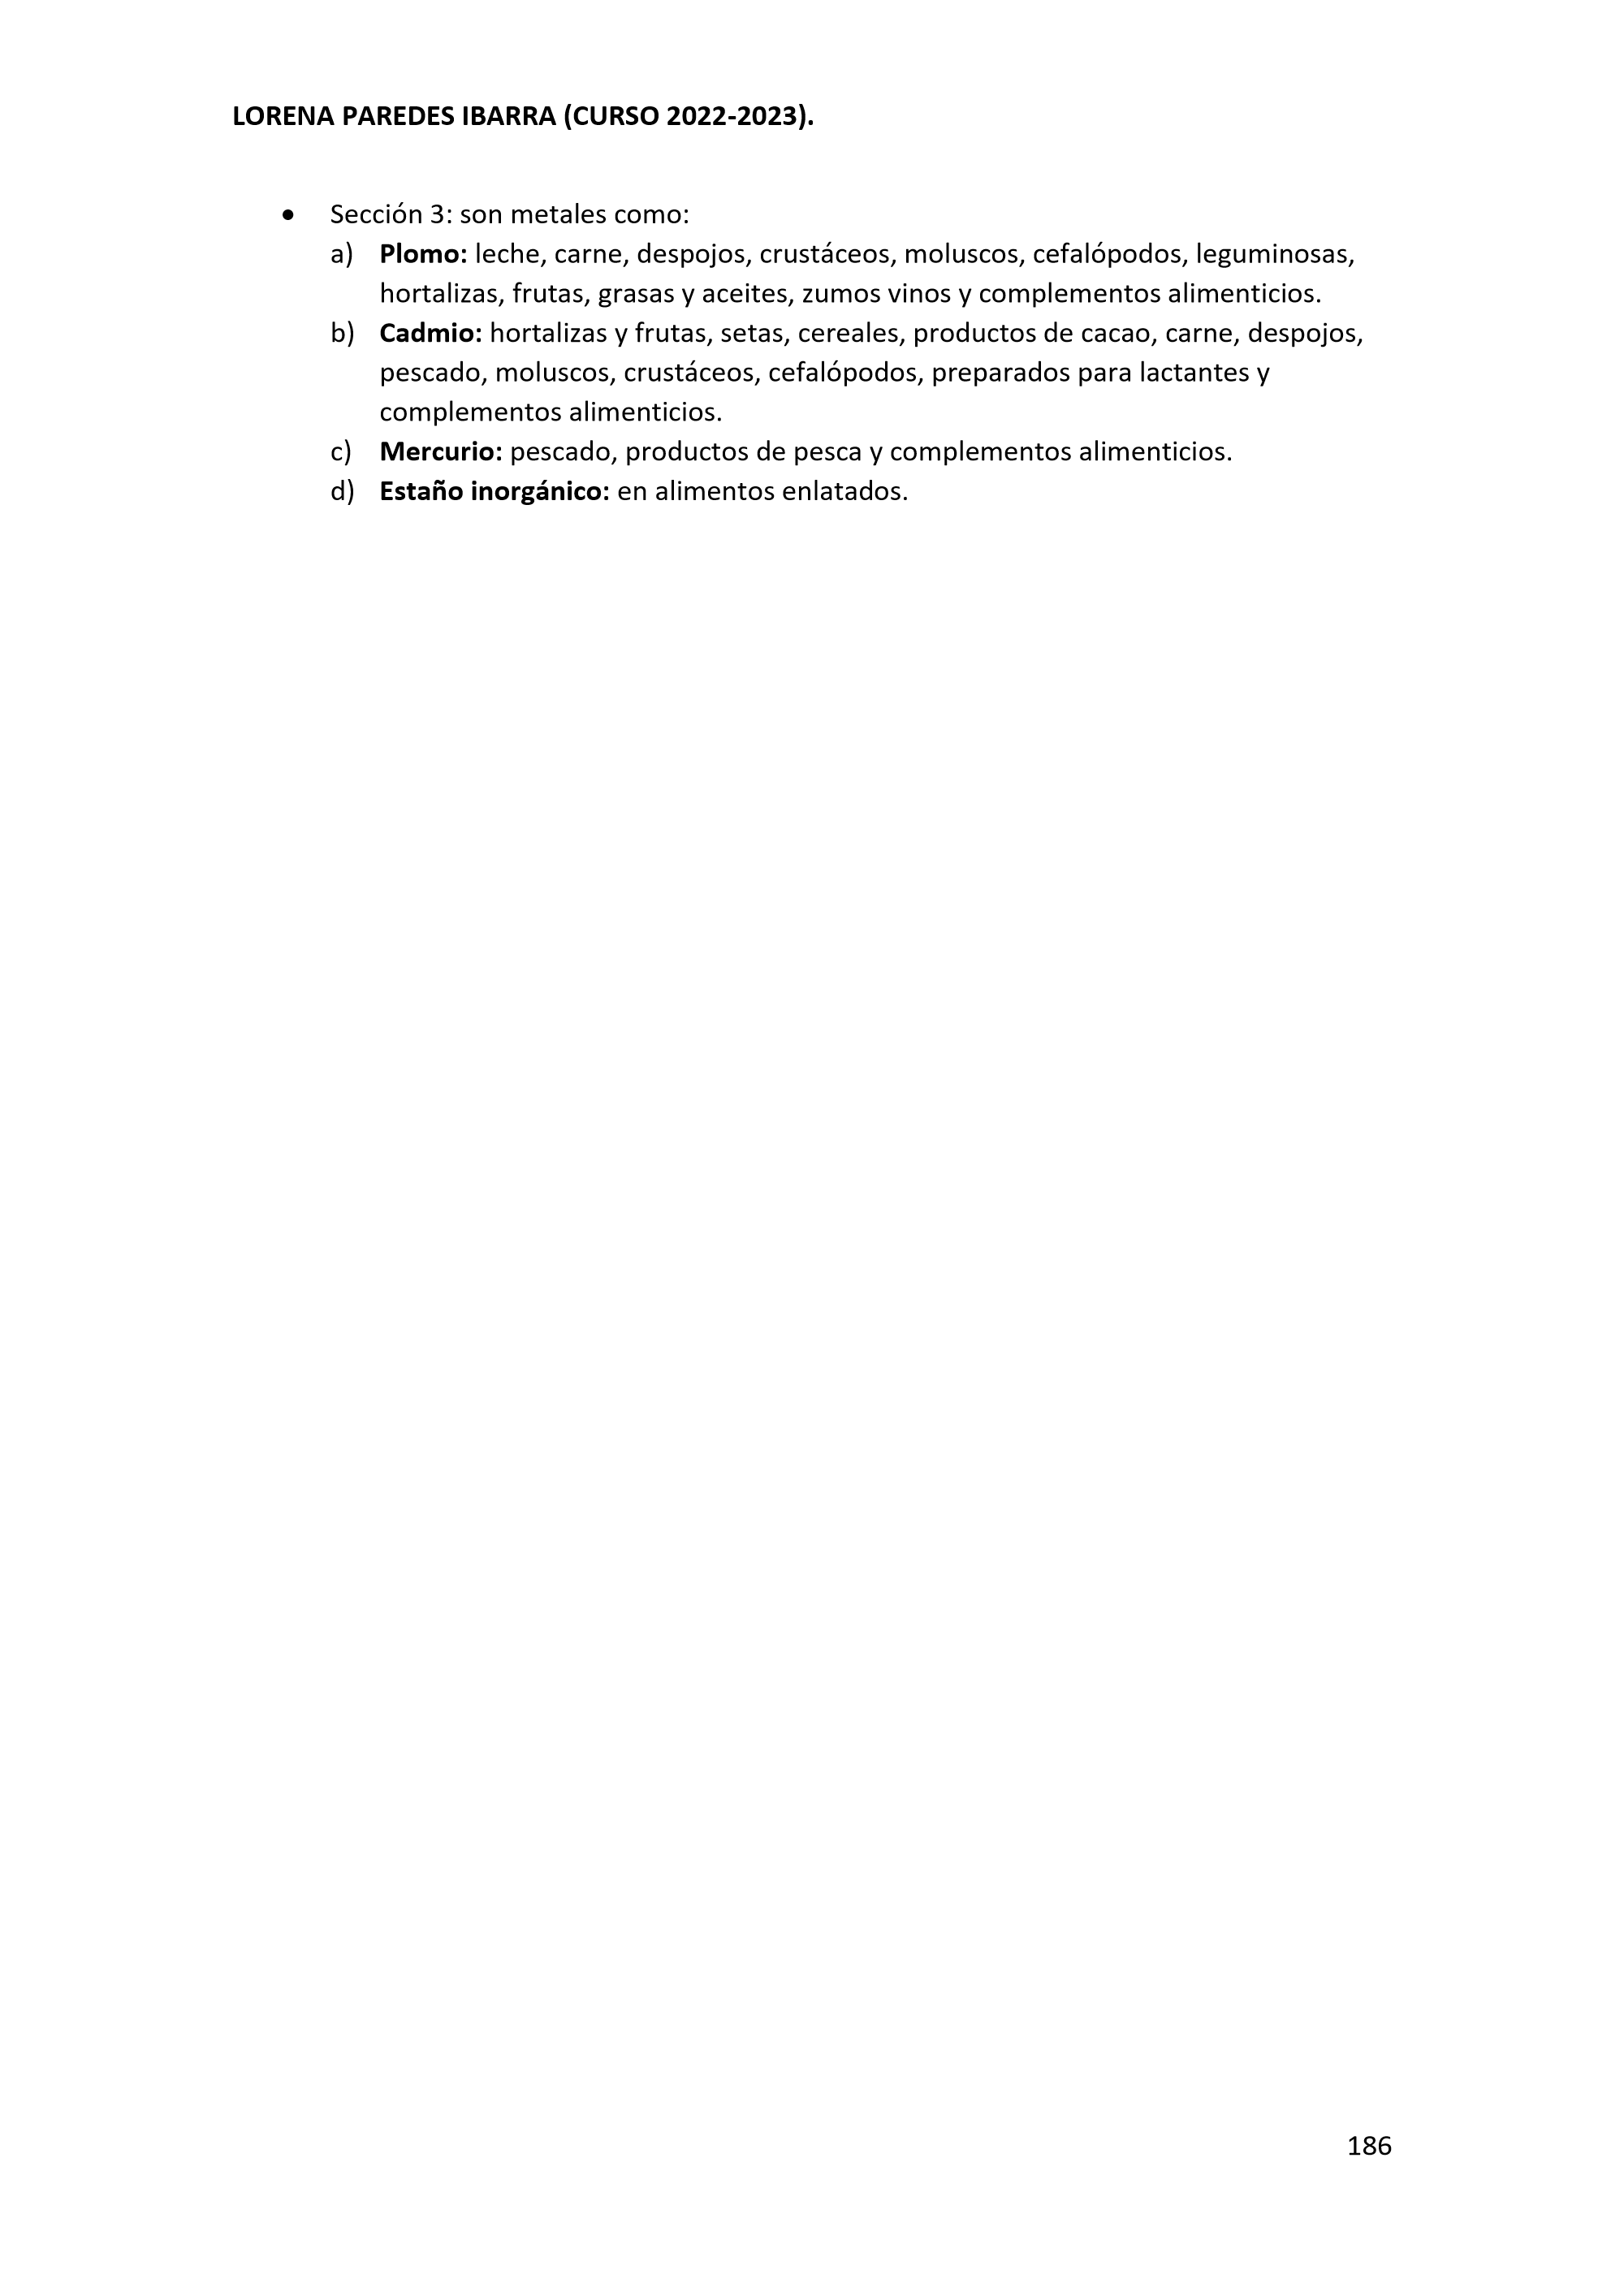 LORENA PAREDES IBARRA (CURSO 2022-2023).
• Sección 3: son metales como:
a) Plomo: leche, carne, despojos, crustáceos, moluscos, cefalópodos, leguminosas,
hortalizas, frutas, grasas y aceites, zumos vinos y complementos alimenticios.
b) Cadmio: hortalizas y frutas, setas, cereales, productos de cacao, carne, despojos,
pescado, moluscos, crustáceos, cefalópodos, preparados para lactantes y
complementos alimenticios.
c) Mercurio: pescado, productos de pesca y complementos alimenticios.
d) Estaño inorgánico: en alimentos enlatados.
186